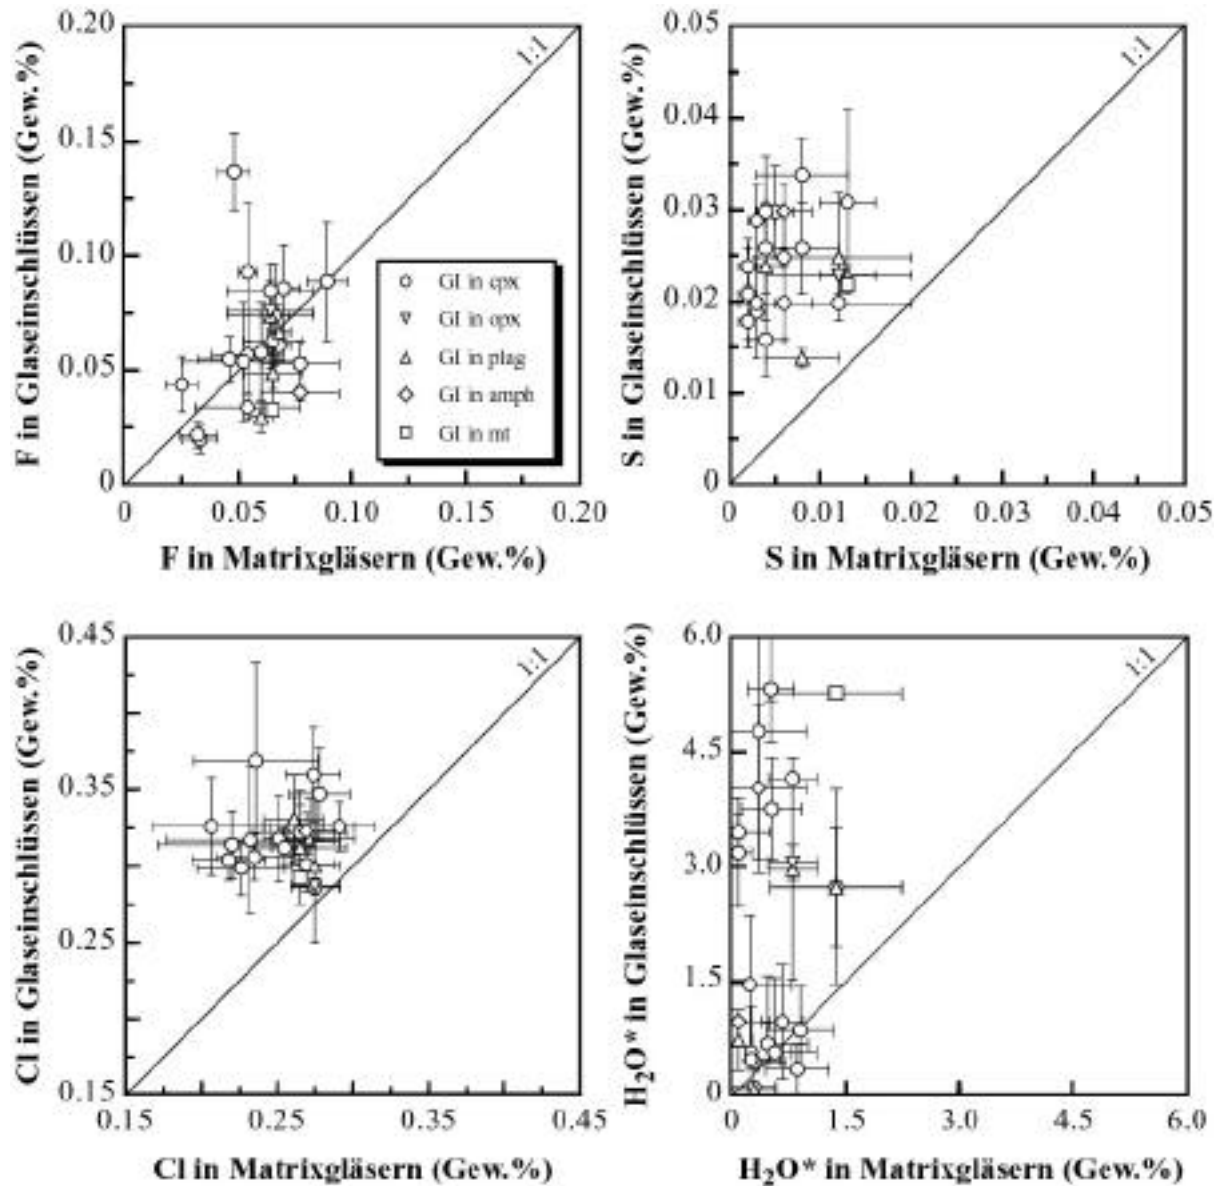 F in Glaseinschlüssen (Gew.%)
0.20
0.15
0.10
0.05
0
1:1
GI in cpx
GI in opx
GI in plag
GI in amph
GI in mt
0 0.05 0.10 0.15 0.20
F in Matrixgläsern (Gew.%)
S in Glaseinschlüssen (Gew.%)
0.05
0.04
0.03
0.02
0.01
0
1:1
0 0.01 0.02 0.03 0.04 0.05
S in Matrixgläsern (Gew.%)
Cl in Glaseinschlüssen (Gew.%)
0.45
0.35
0.25
0.15
1:1
0.15 0.25 0.35 0.45
Cl in Matrixgläsern (Gew.%)
H₂O* in Glaseinschlüssen (Gew.%)
6.0
4.5
3.0
1.5
0
1:1
0 1.5 3.0 4.5 6.0
H₂O* in Matrixgläsern (Gew.%)